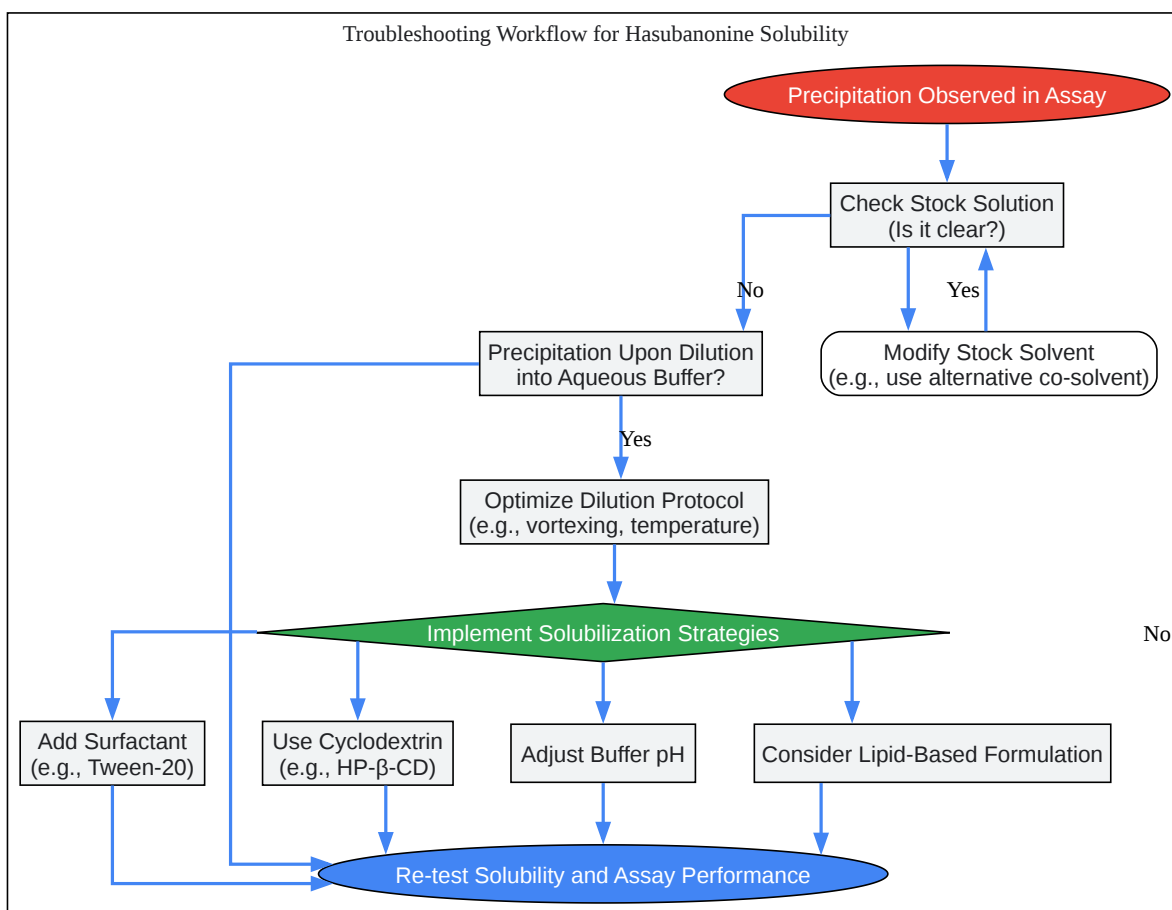 Troubleshooting Workflow for Hasubanonine Solubility
Precipitation Observed in Assay
Check Stock Solution
(Is it clear?)
No
Yes
Precipitation Upon Dilution
into Aqueous Buffer?
Modify Stock Solvent
(e.g., use alternative co-solvent)
Yes
Optimize Dilution Protocol
(e.g., vortexing, temperature)
Implement Solubilization Strategies
No
Add Surfactant
(e.g., Tween-20)
Use Cyclodextrin
(e.g., HP-β-CD)
Adjust Buffer pH
Consider Lipid-Based Formulation
Re-test Solubility and Assay Performance